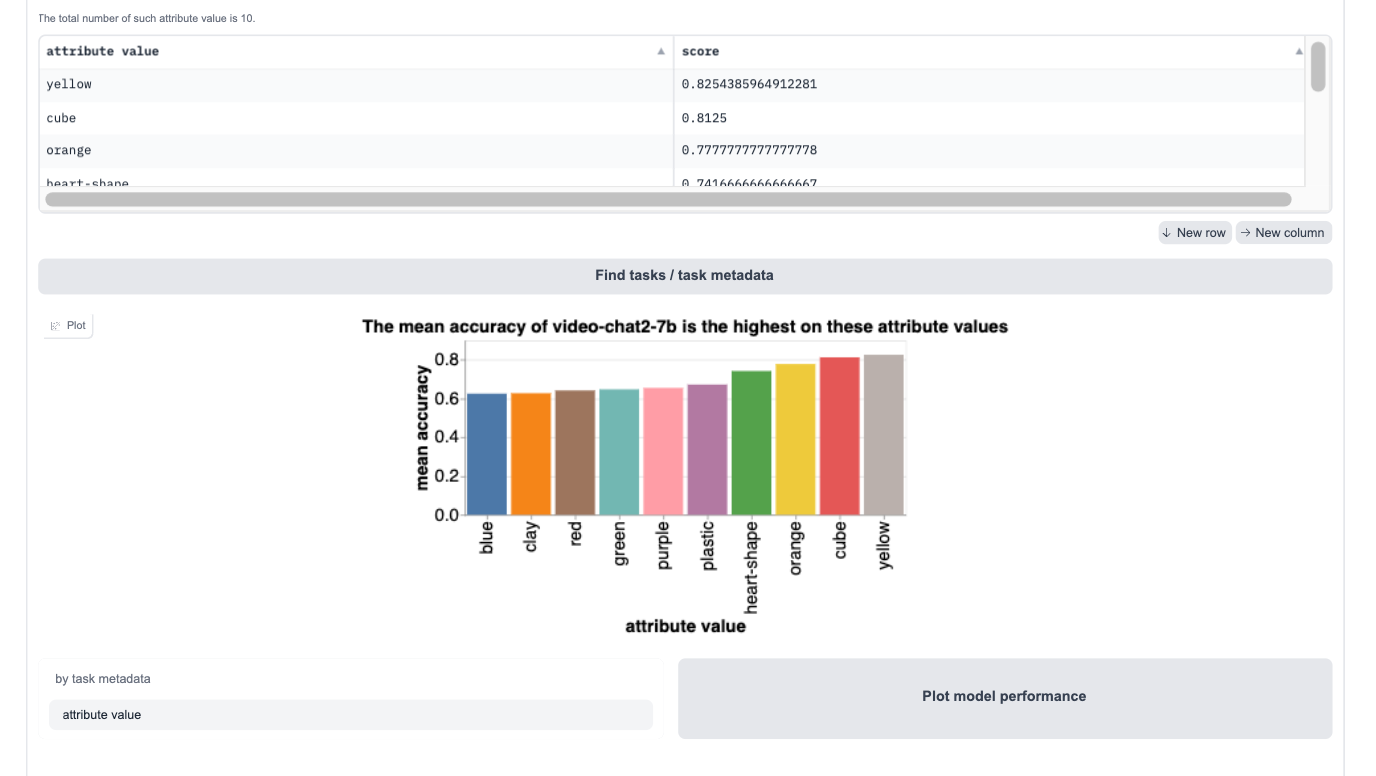 The total number of such attribute value is 10.
attribute value score
yellow 0.8254385964912281
cube 0.8125
orange 0.7777777777777778
heart-shape 0.7416666666666667
New row New column
Find tasks / task metadata
Plot
The mean accuracy of video-chat2-7b is the highest on these attribute values
mean accuracy
0.8
0.6
0.4
0.2
0.0
blue clay red green purple plastic heart-shape orange cube yellow
attribute value
by task metadata
attribute value
Plot model performance